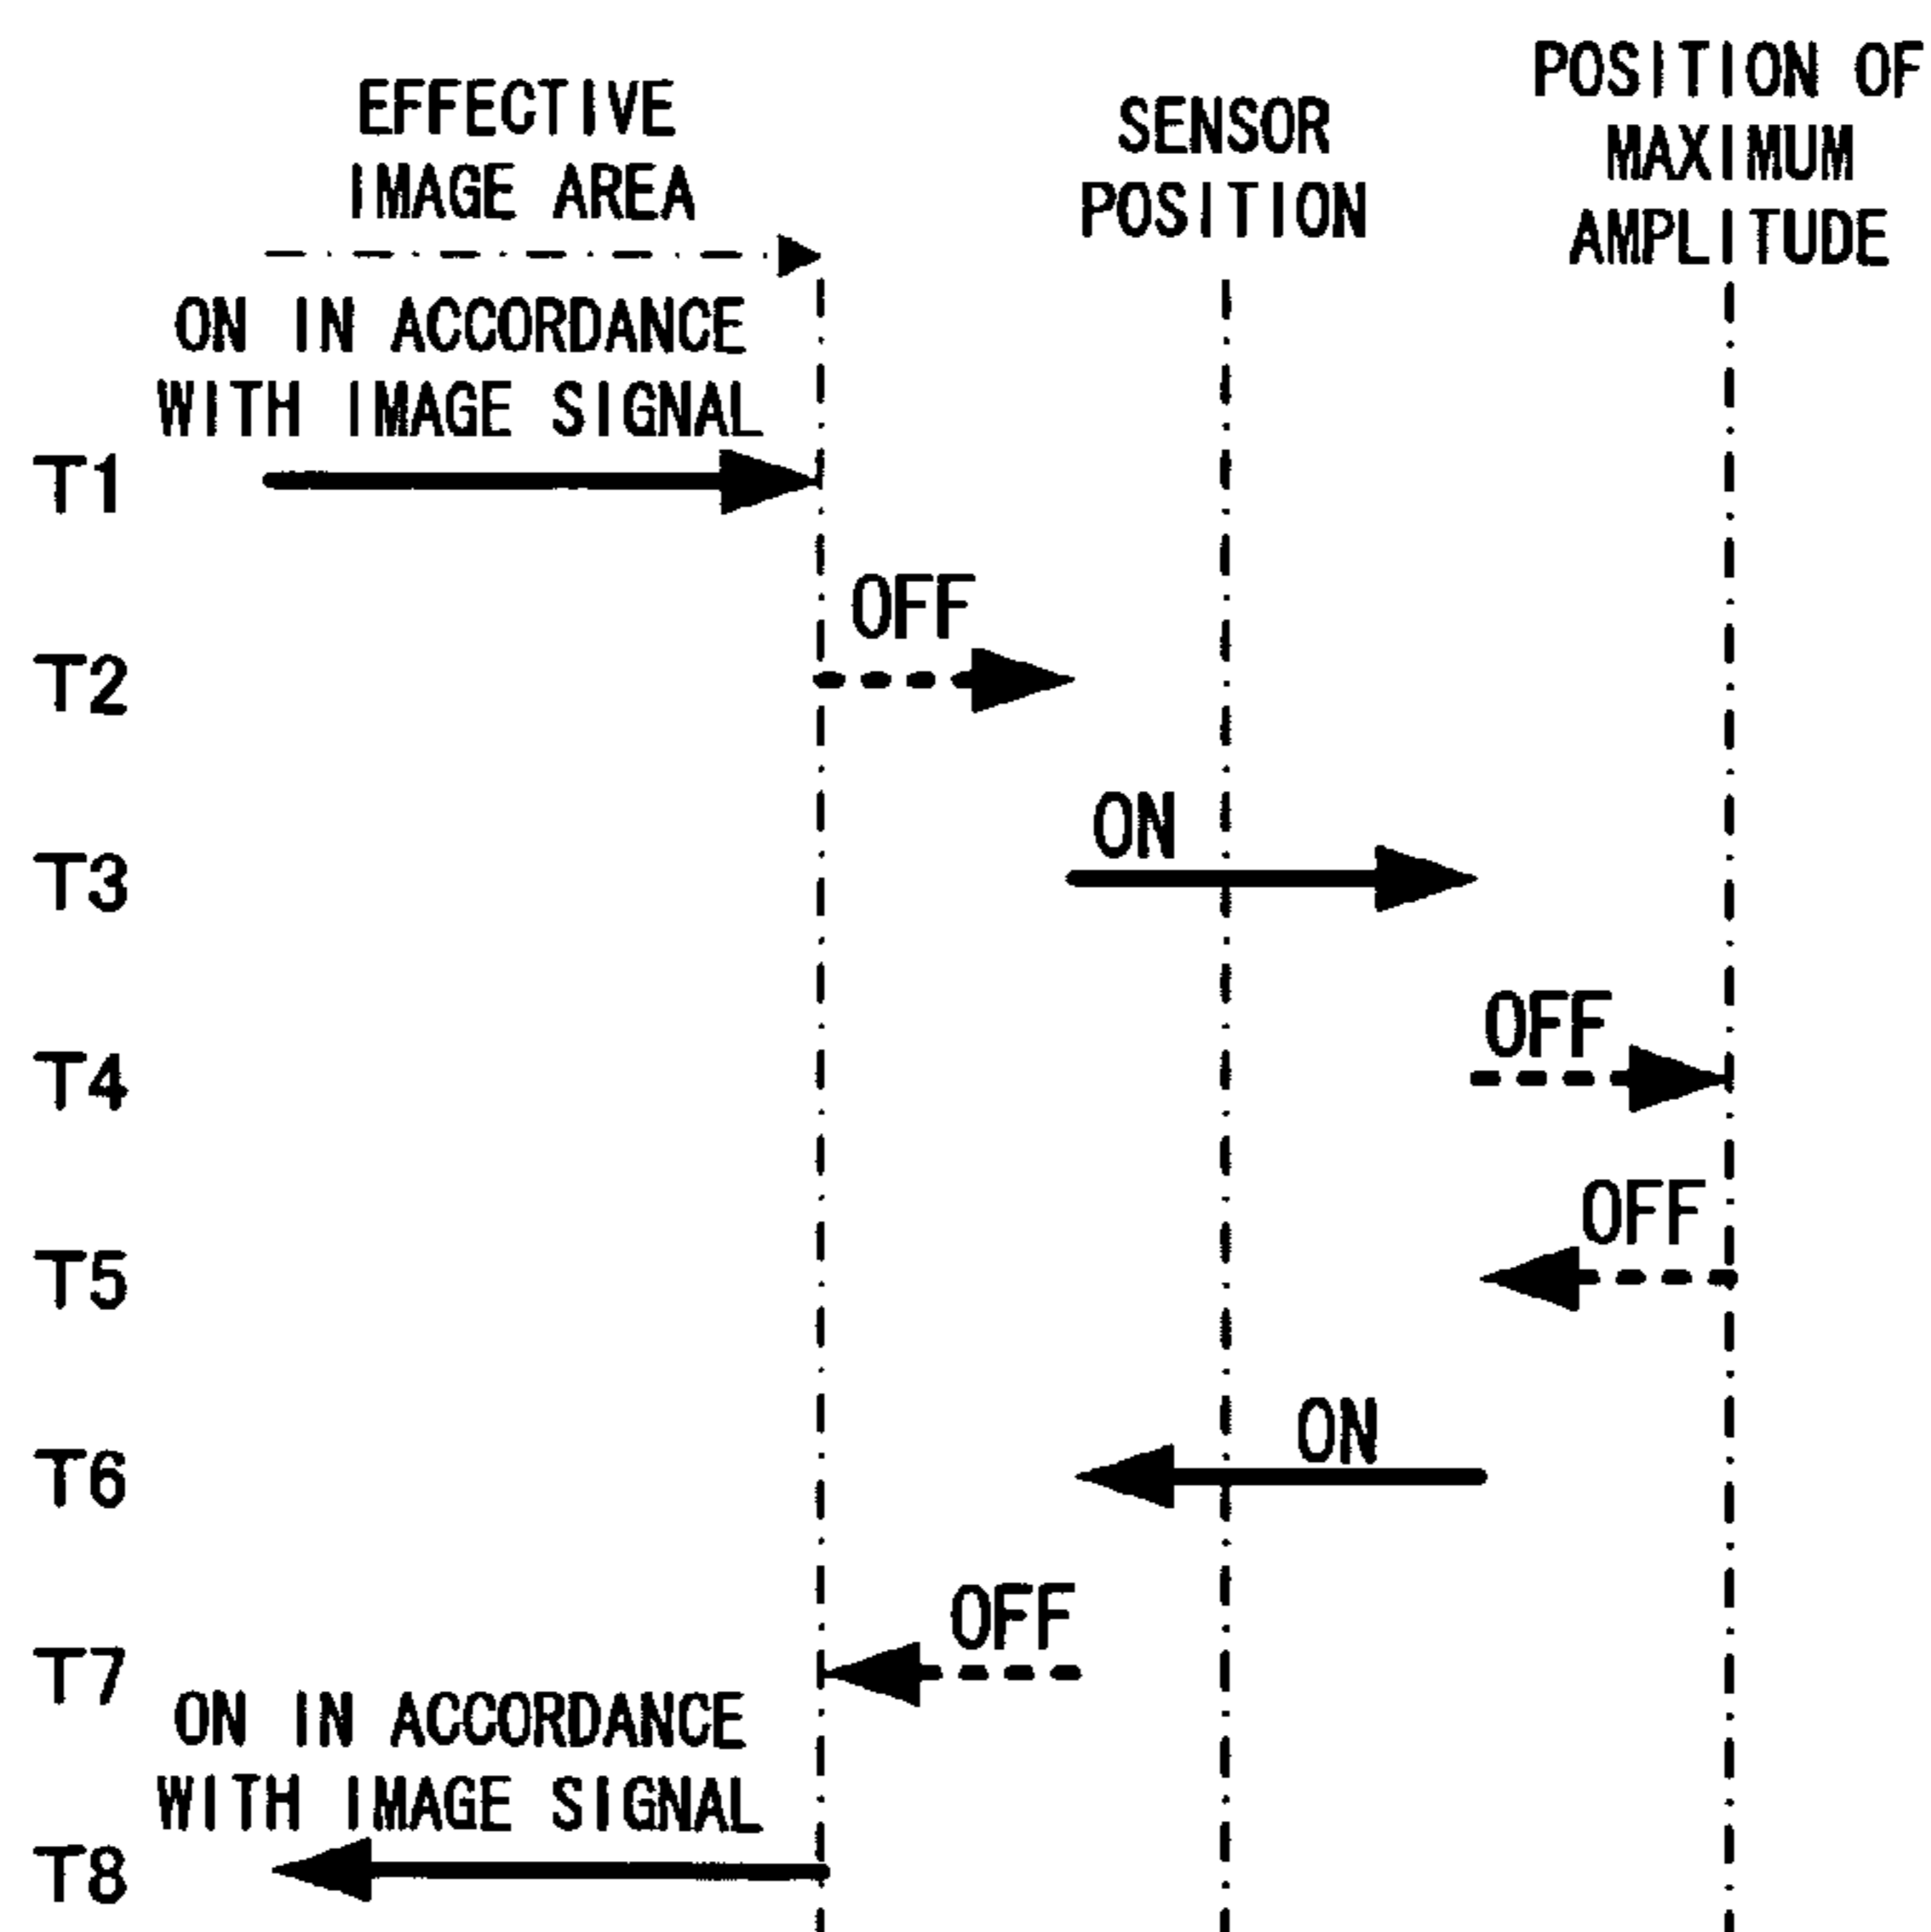 EFFECTIVE
IMAGE AREA
SENSOR
POSITION
POSITION OF
MAXIMUM
AMPLITUDE
ON IN ACCORDANCE
WITH IMAGE SIGNAL
T1
OFF
T2
ON
T3
OFF
T4
OFF
T5
ON
T6
OFF
T7
ON IN ACCORDANCE
WITH IMAGE SIGNAL
T8